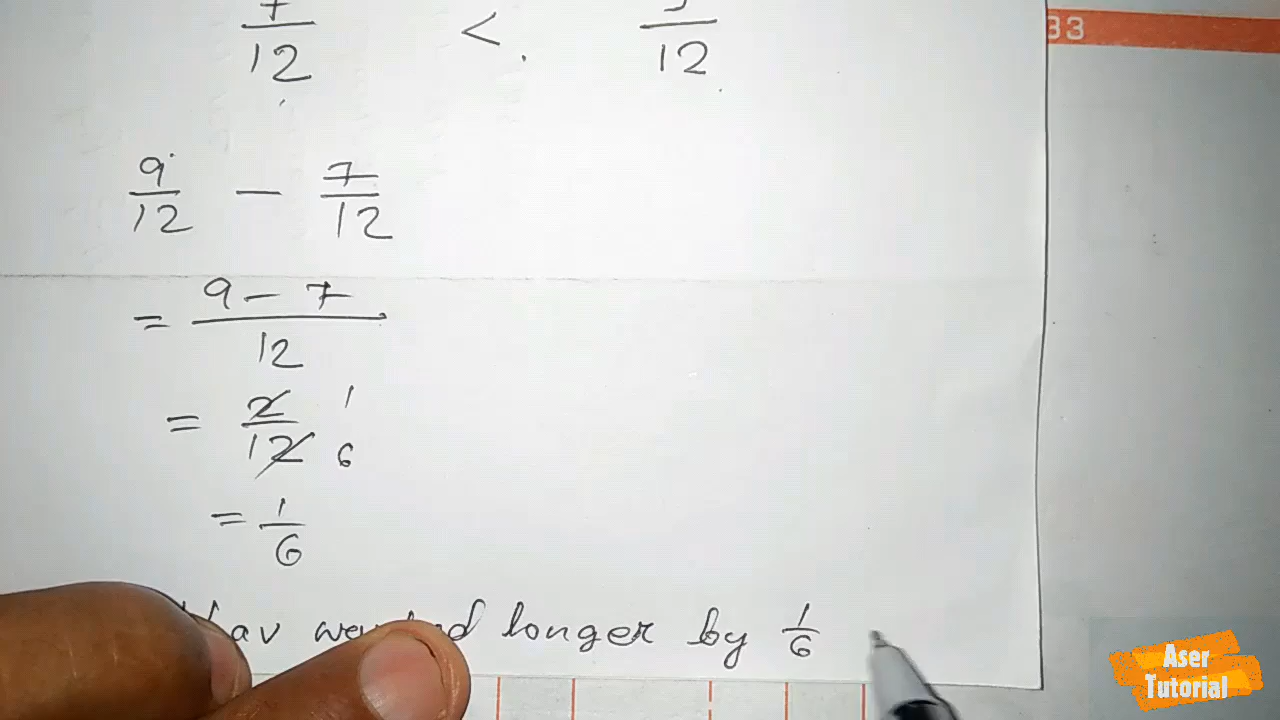 7/12 < /12
33
9/12 - 7/12
= 9 - 7/12
= 2/12 1/6
= 1/6
longer by 1/6
Aser
Tutorial